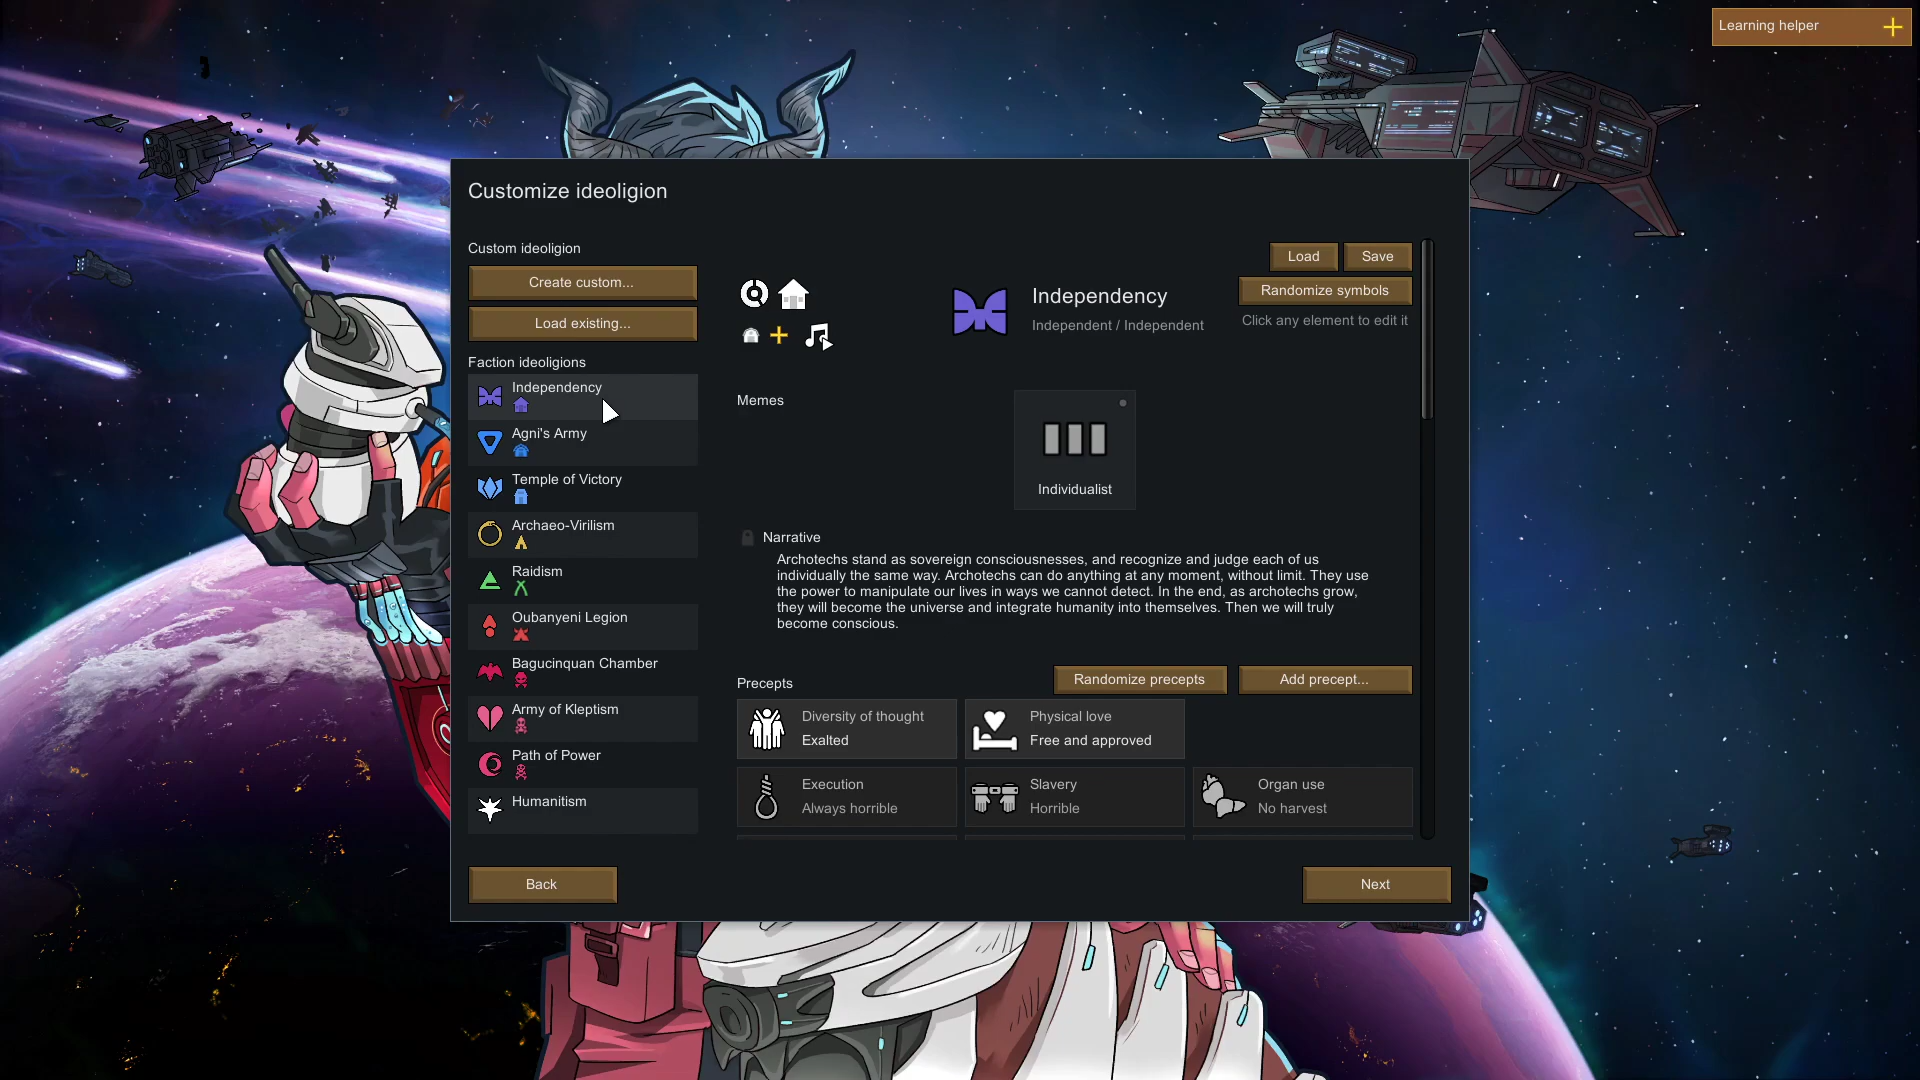 Learning helper
Customize ideoligion
Custom ideoligion
Create custom...
Load existing...
Faction ideoligions
Independency
Agni's Army
Temple of Victory
Archaeo-Virilism
Raidism
Oubanyeni Legion
Bagucinquan Chamber
Army of Kleptism
Path of Power
Humanitism
Load
Save
Independency
Randomize symbols
Independent / Independent
Click any element to edit it
Memes
Individualist
Narrative
Archotechs stand as sovereign consciousnesses, and recognize and judge each of us
individually the same way. Archotechs can do anything at any moment, without limit. They use
the power to manipulate our lives in ways we cannot detect. In the end, as archotechs grow,
they will become the universe and integrate humanity into themselves. Then we will truly
become conscious.
Precepts
Randomize precepts
Add precept...
Diversity of thought
Exalted
Physical love
Free and approved
Execution
Always horrible
Slavery
Horrible
Organ use
No harvest
Back
Next